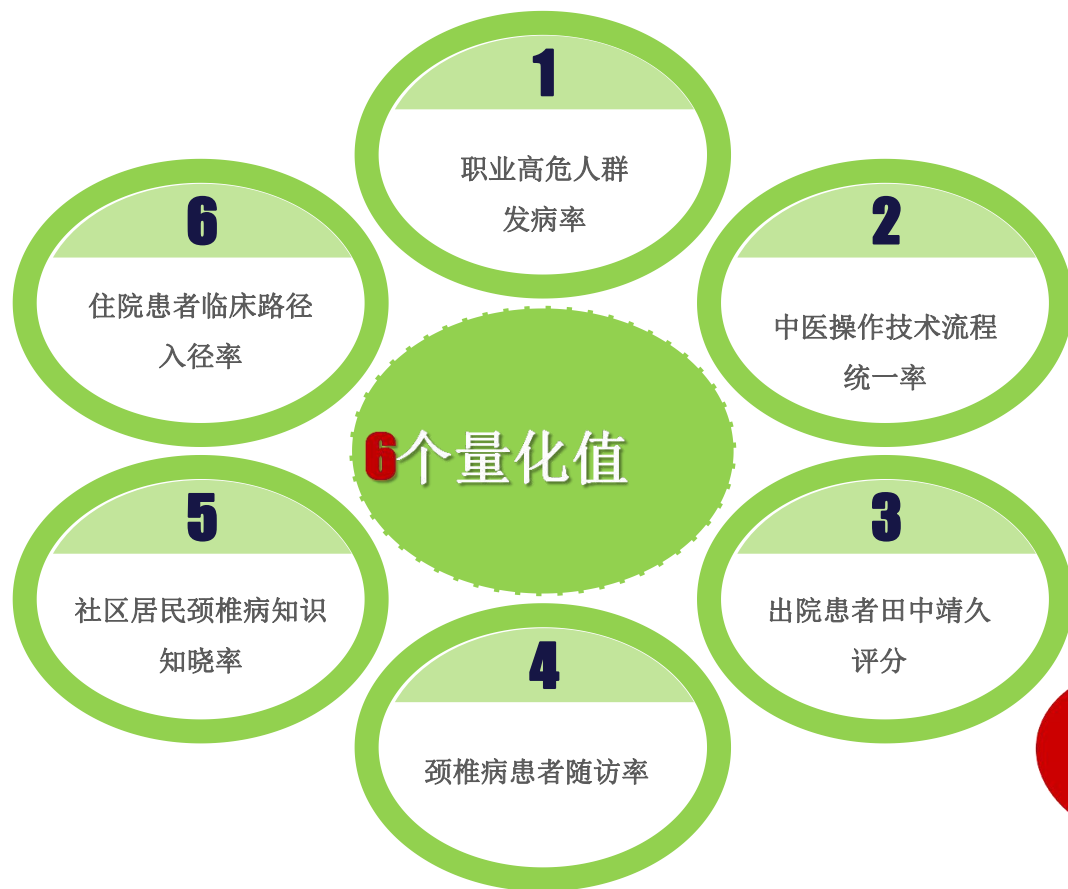 1
职业高危人群
发病率
2
中医操作技术流程
统一率
3
出院患者田中靖久
评分
4
颈椎病患者随访率
5
社区居民颈椎病知识
知晓率
6
住院患者临床路径
入径率
6个量化值